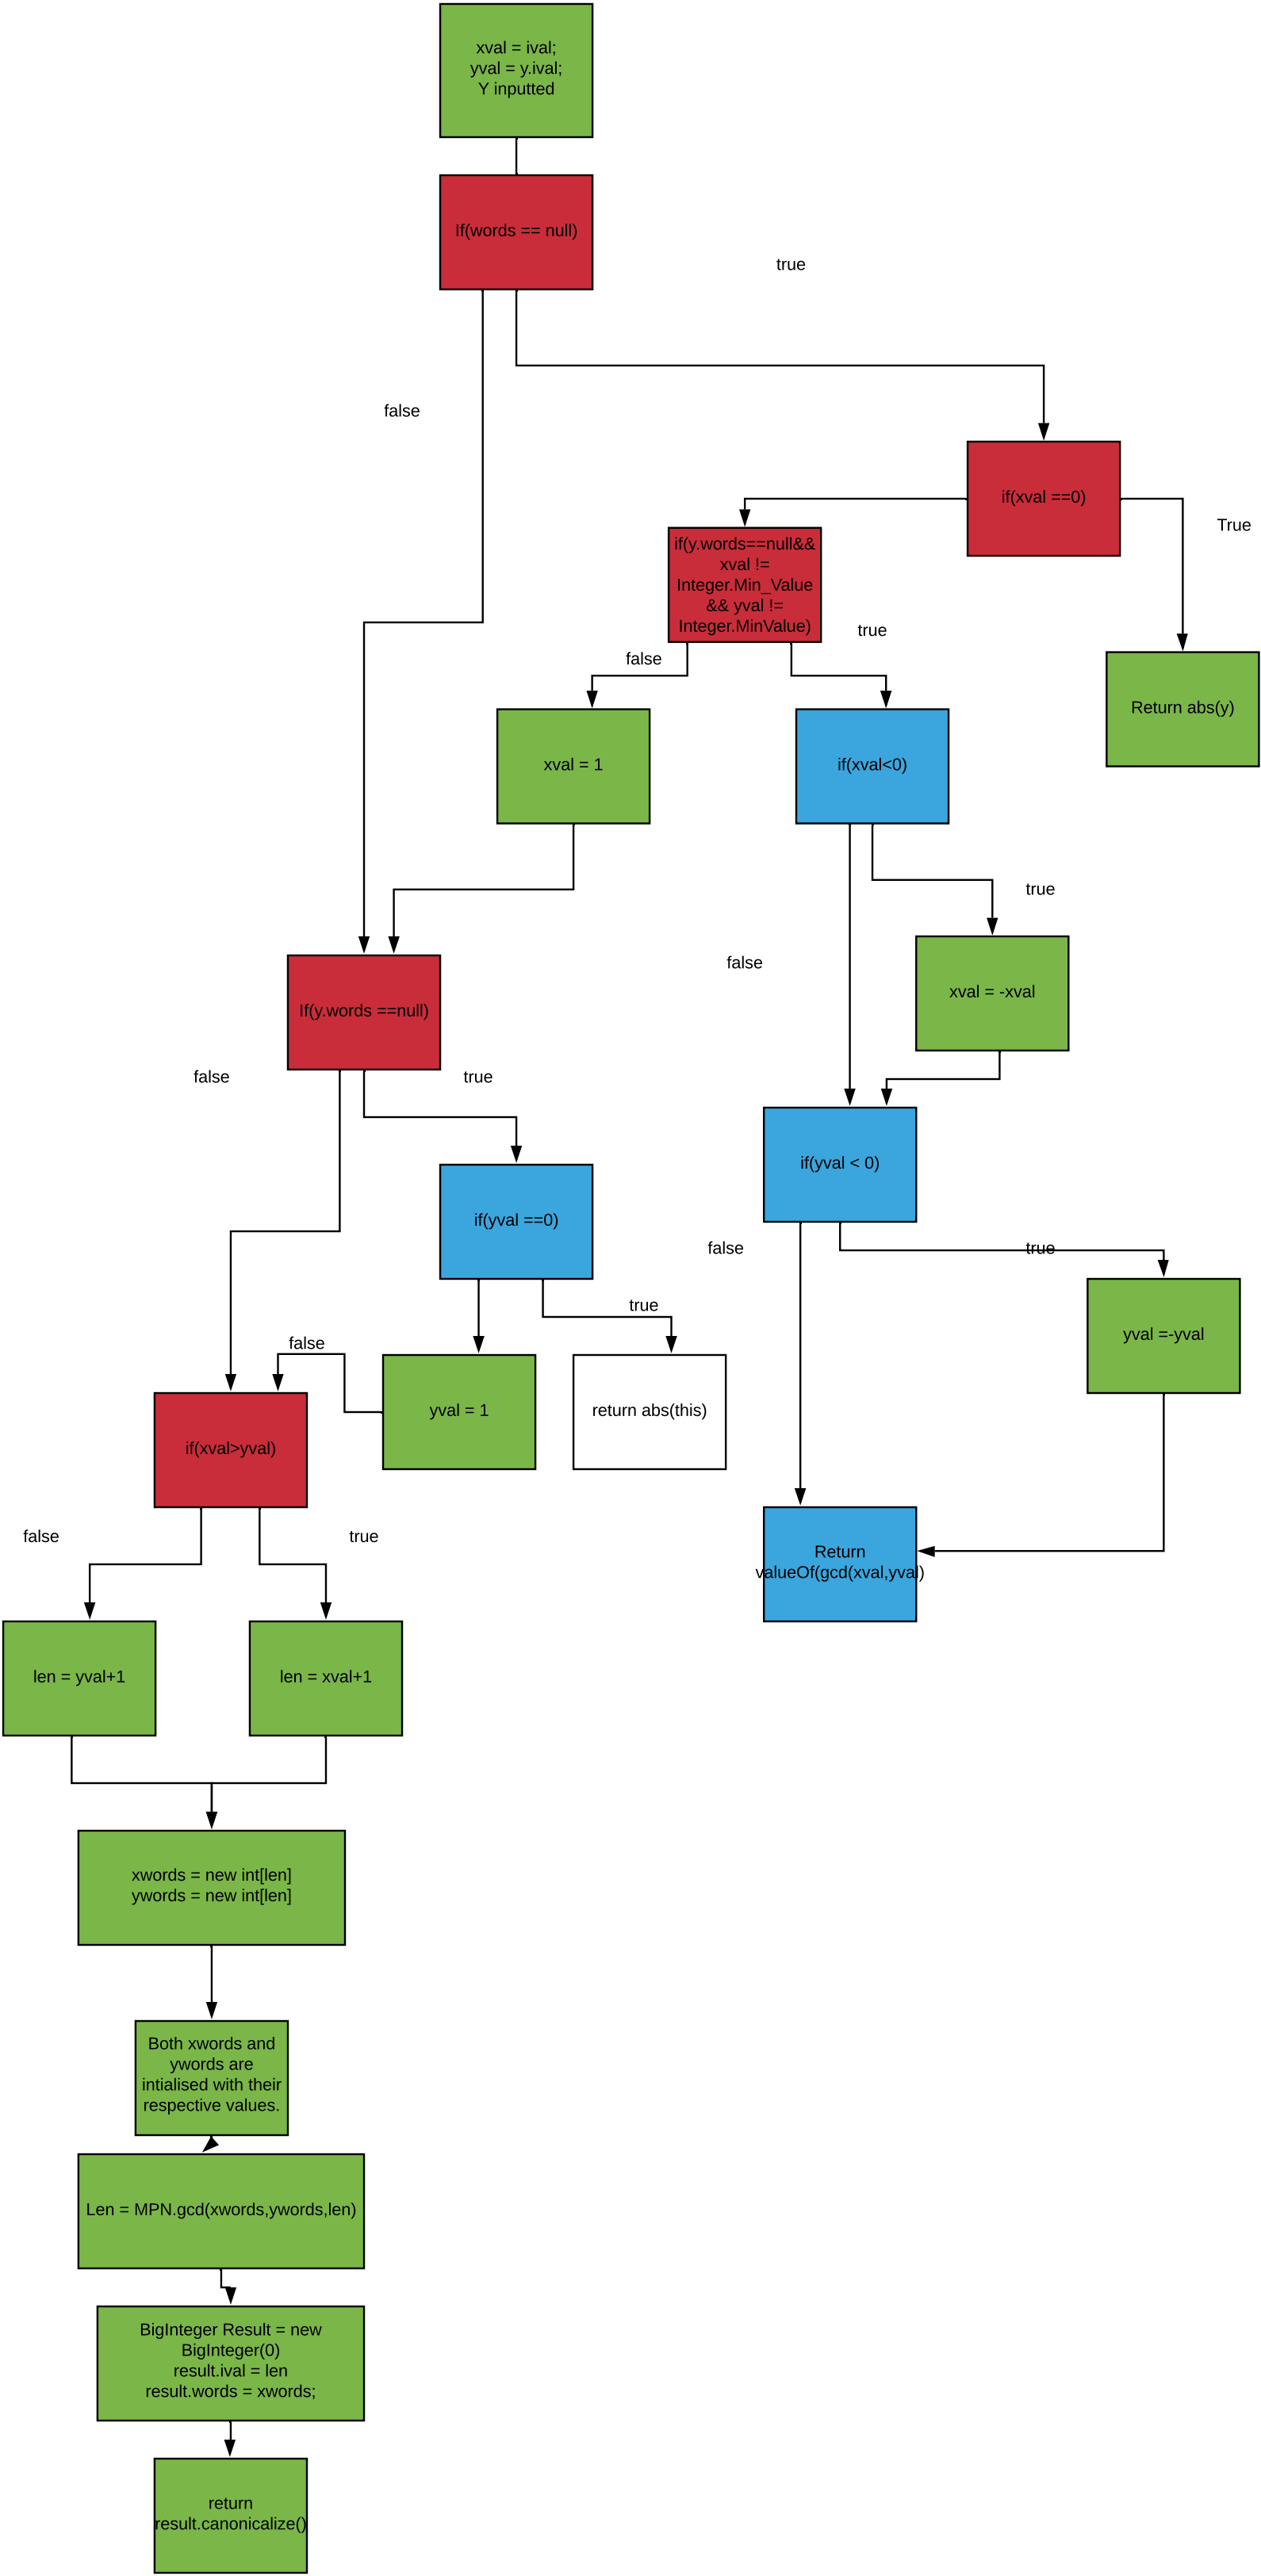 xval = ival;
yval = y.ival;
Y inputted
If(words == null)
true
false
if(xval ==0)
True
if(y.words==null&&
xval !=
Integer.Min_Value
&& yval !=
Integer.MinValue)
true
false
Return abs(y)
xval = 1
if(xval<0)
true
false
xval = -xval
If(y.words ==null)
false
true
if(yval < 0)
if(yval ==0)
false
true
true
false
yval =-yval
yval = 1
return abs(this)
if(xval>yval)
false
true
Return
valueOf(gcd(xval,yval)
len = yval+1
len = xval+1
xwords = new int[len]
ywords = new int[len]
Both xwords and
ywords are
intialised with their
respective values.
Len = MPN.gcd(xwords,ywords,len)
BigInteger Result = new
BigInteger(0)
result.ival = len
result.words = xwords;
return
result.canonicalize()